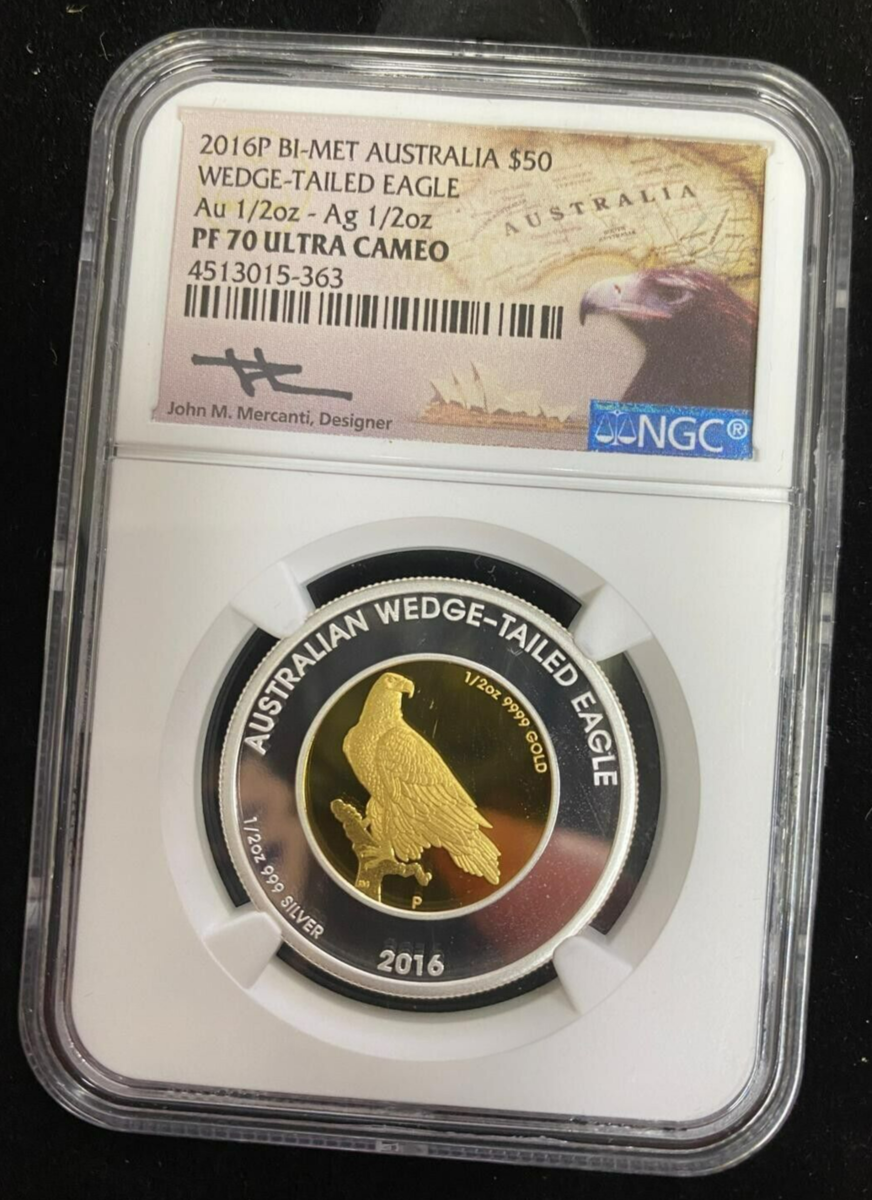 2016P BI-MET AUSTRALIA $50
WEDGE-TAILED EAGLE
Au 1/2oz - Ag 1/2oz
PF 70 ULTRA CAMEO
4513015-363
John M. Mercanti, Designer
AUSTRALIA
NGC®
AUSTRALIAN WEDGE-TAILED EAGLE
1/2oz 9999 GOLD
P
1/2oz 999 SILVER
2016